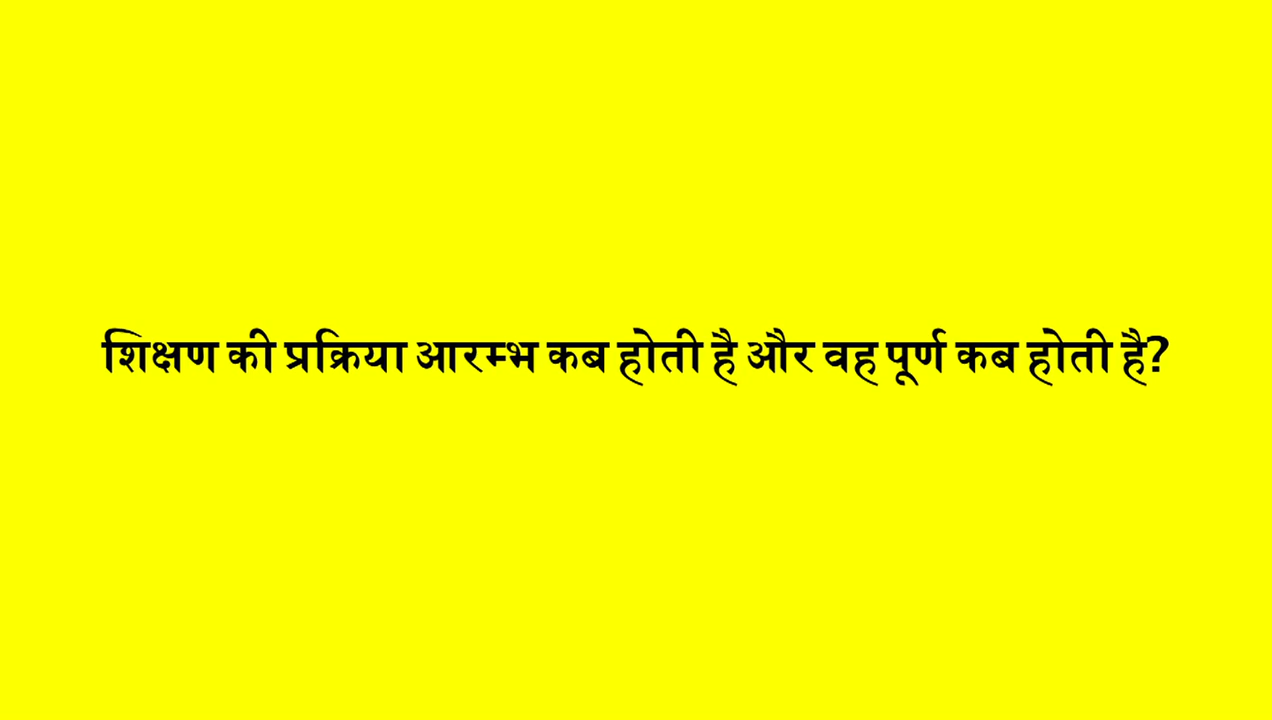 शिक्षण की प्रक्रिया आरम्भ कब होती है और वह पूर्ण कब होती है?